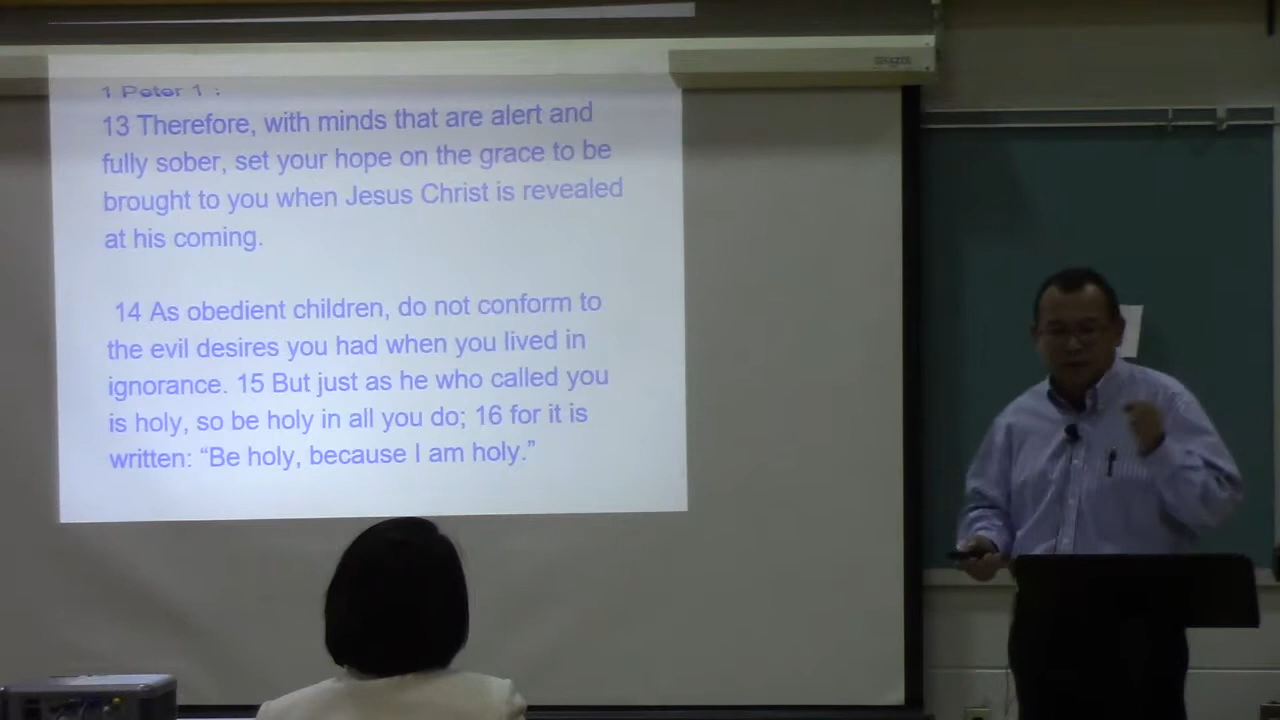 1 Peter 1 :
13 Therefore, with minds that are alert and
fully sober, set your hope on the grace to be
brought to you when Jesus Christ is revealed
at his coming.
14 As obedient children, do not conform to
the evil desires you had when you lived in
ignorance. 15 But just as he who called you
is holy, so be holy in all you do; 16 for it is
written: “Be holy, because I am holy.”